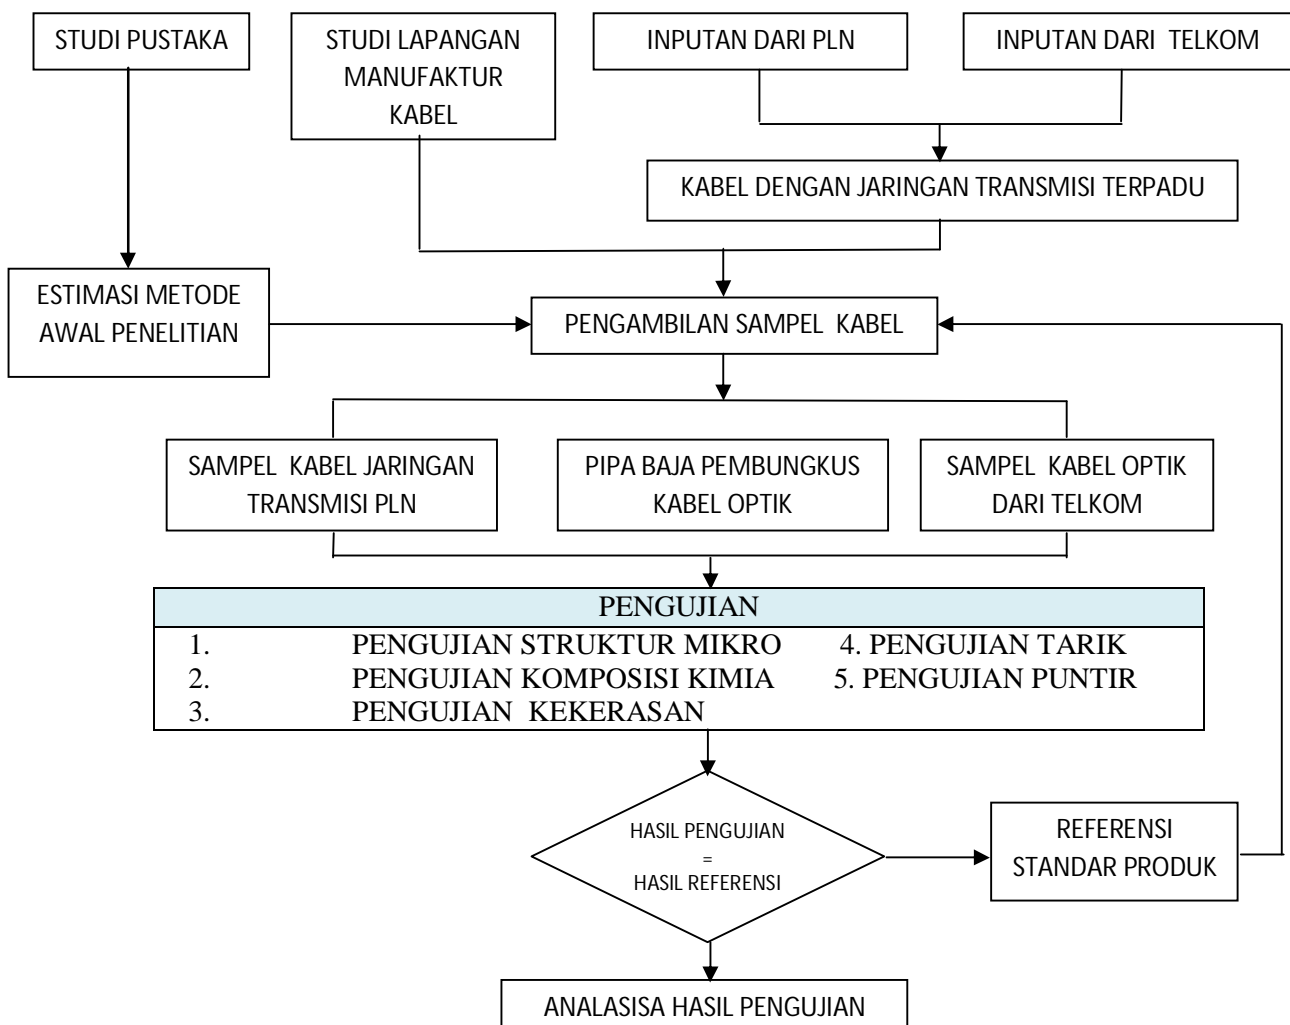 STUDI PUSTAKA
STUDI LAPANGAN
MANUFAKTUR
KABEL
INPUTAN DARI PLN
INPUTAN DARI TELKOM
KABEL DENGAN JARINGAN TRANSMISI TERPADU
ESTIMASI METODE
AWAL PENELITIAN
PENGAMBILAN SAMPEL KABEL
SAMPEL KABEL JARINGAN
TRANSMISI PLN
PIPA BAJA PEMBUNGKUS
KABEL OPTIK
SAMPEL KABEL OPTIK
DARI TELKOM
PENGUJIAN
1. PENGUJIAN STRUKTUR MIKRO 4. PENGUJIAN TARIK
2. PENGUJIAN KOMPOSISI KIMIA 5. PENGUJIAN PUNTIR
3. PENGUJIAN KEKERASAN
HASIL PENGUJIAN
=
HASIL REFERENSI
REFERENSI
STANDAR PRODUK
ANALASISA HASIL PENGUJIAN